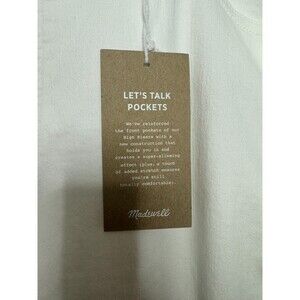 LET'S TALK
POCKETS
We've reinforced
the front pockets of our
High Risers with a
new construction that
holds you in and
creates a super-slimming
effect (plus, a touch
of added stretch ensures
you're still
totally comfortable).
Madewell